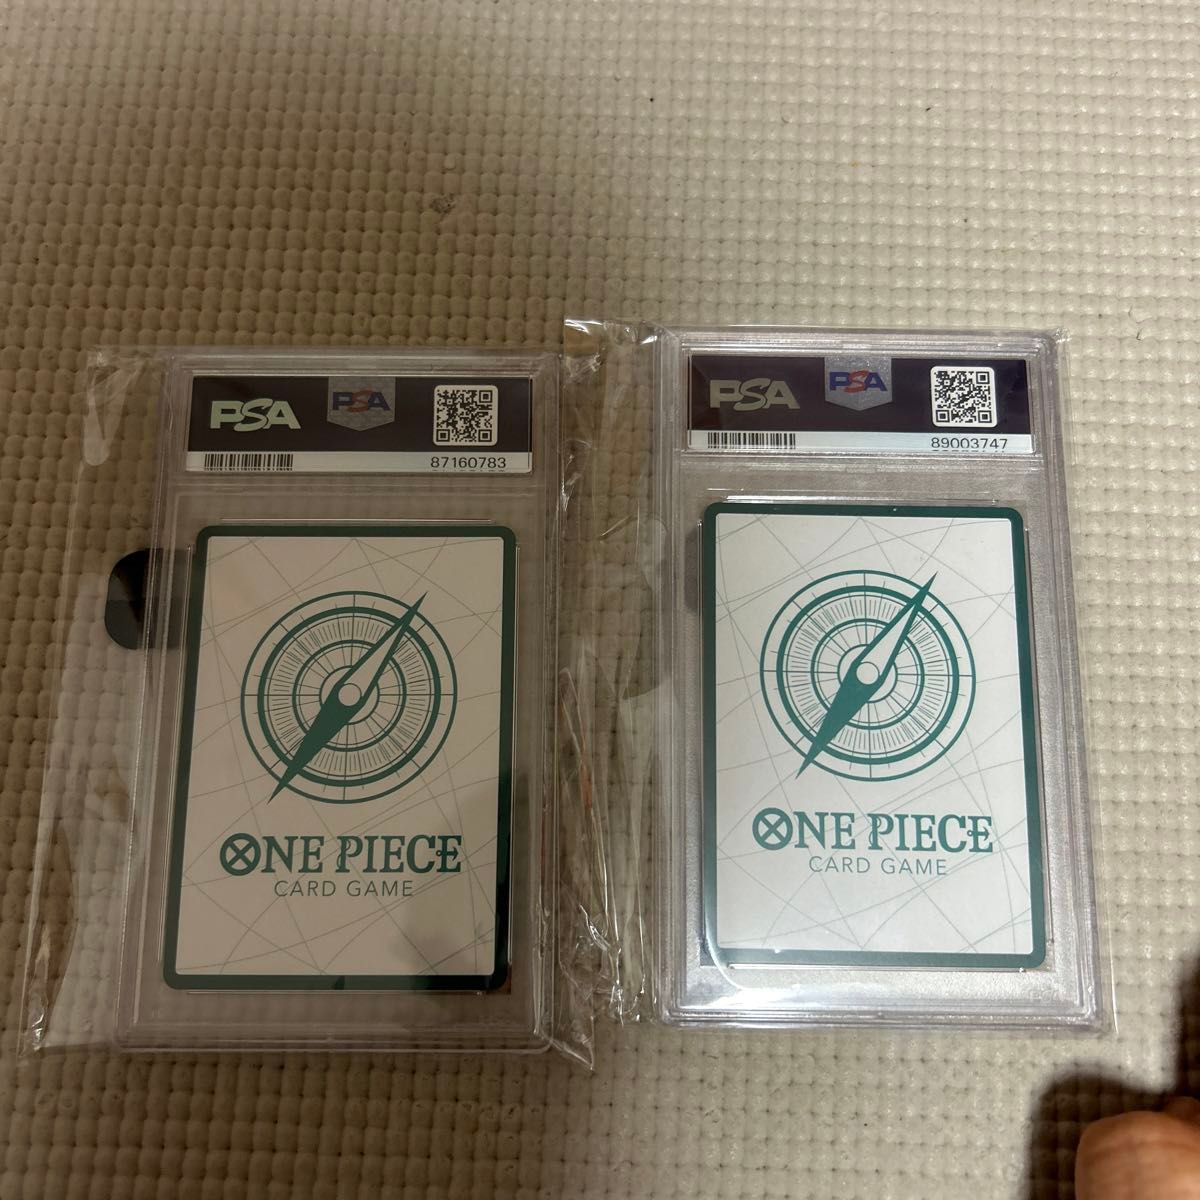 PSA
PSA
87160783
ONE PIECE
CARD GAME
PSA
PSA
89003747
ONE PIECE
CARD GAME